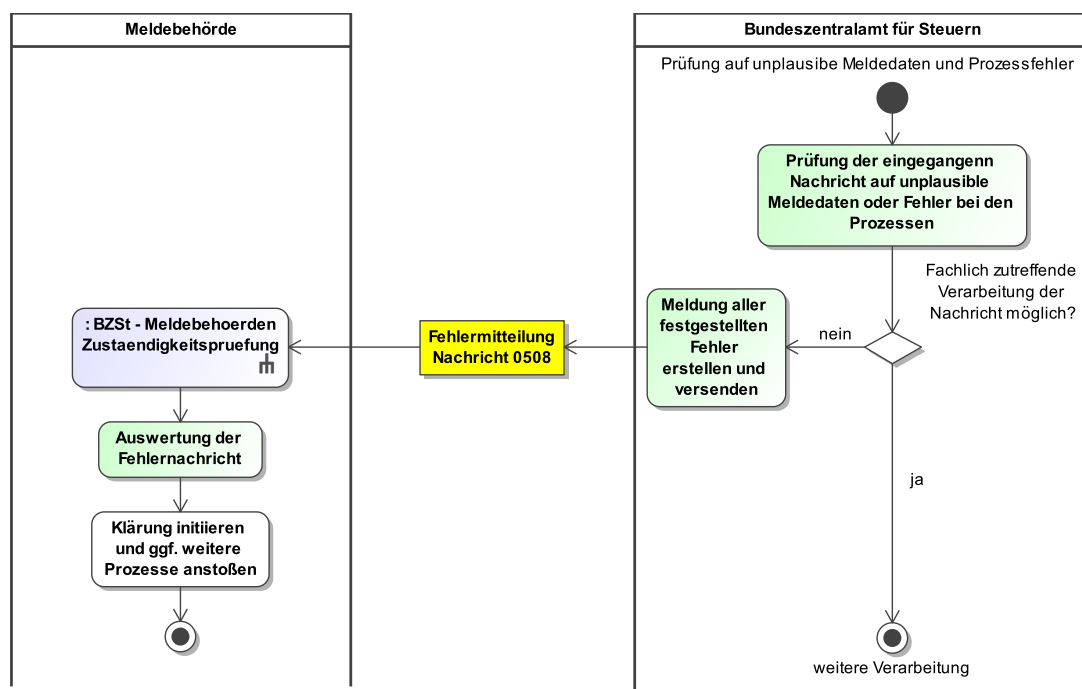 Meldebehörde
Bundeszentralamt für Steuern
Prüfung auf unplausibe Meldedaten und Prozessfehler
Prüfung der eingegangenn
Nachricht auf unplausible
Meldedaten oder Fehler bei den
Prozessen
Fachlich zutreffende
Verarbeitung der
Nachricht möglich?
nein
Meldung aller
festgestellten
Fehler
erstellen und
versenden
Fehlermitteilung
Nachricht 0508
: BZSt - Meldebehoerden
Zustaendigkeitspruefung
Auswertung der
Fehlernachricht
Klärung initiieren
und ggf. weitere
Prozesse anstoßen
ja
weitere Verarbeitung